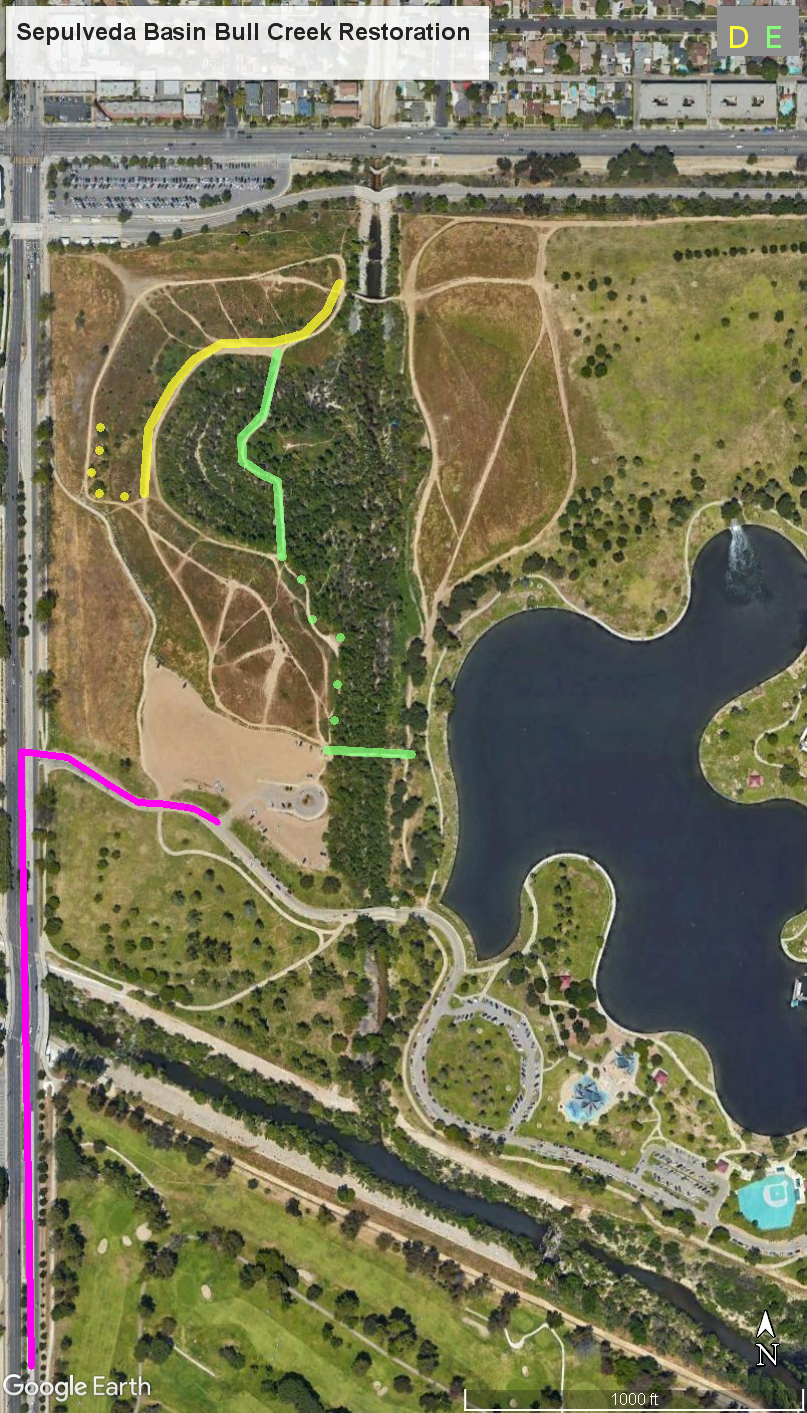 Sepulveda Basin Bull Creek Restoration
D E
N
Google Earth
1000 ft